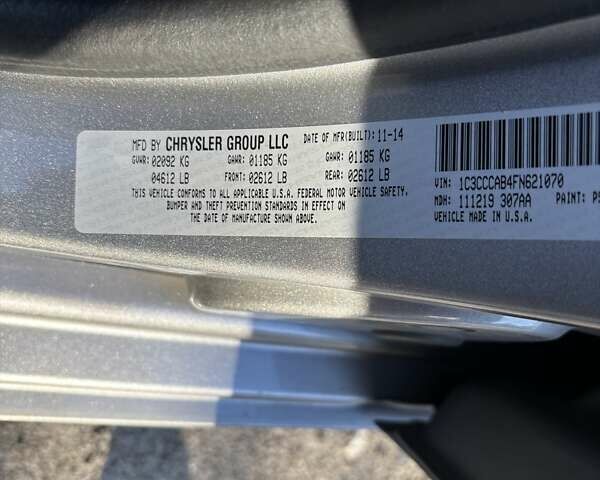 MFD BY CHRYSLER GROUP LLC DATE OF MFR(BUILT): 11-14
GVWR: 02092 KG GAWR: 01185 KG GAWR: 01185 KG
04612 LB FRONT: 02612 LB REAR: 02612 LB
THIS VEHICLE CONFORMS TO ALL APPLICABLE U.S.A. FEDERAL MOTOR VEHICLE SAFETY,
BUMPER AND THEFT PREVENTION STANDARDS IN EFFECT ON
THE DATE OF MANUFACTURE SHOWN ABOVE.
VIN: 1C3CCCAB4FN621070
MDH: 111219 307AA PAINT: PS
VEHICLE MADE IN U.S.A.